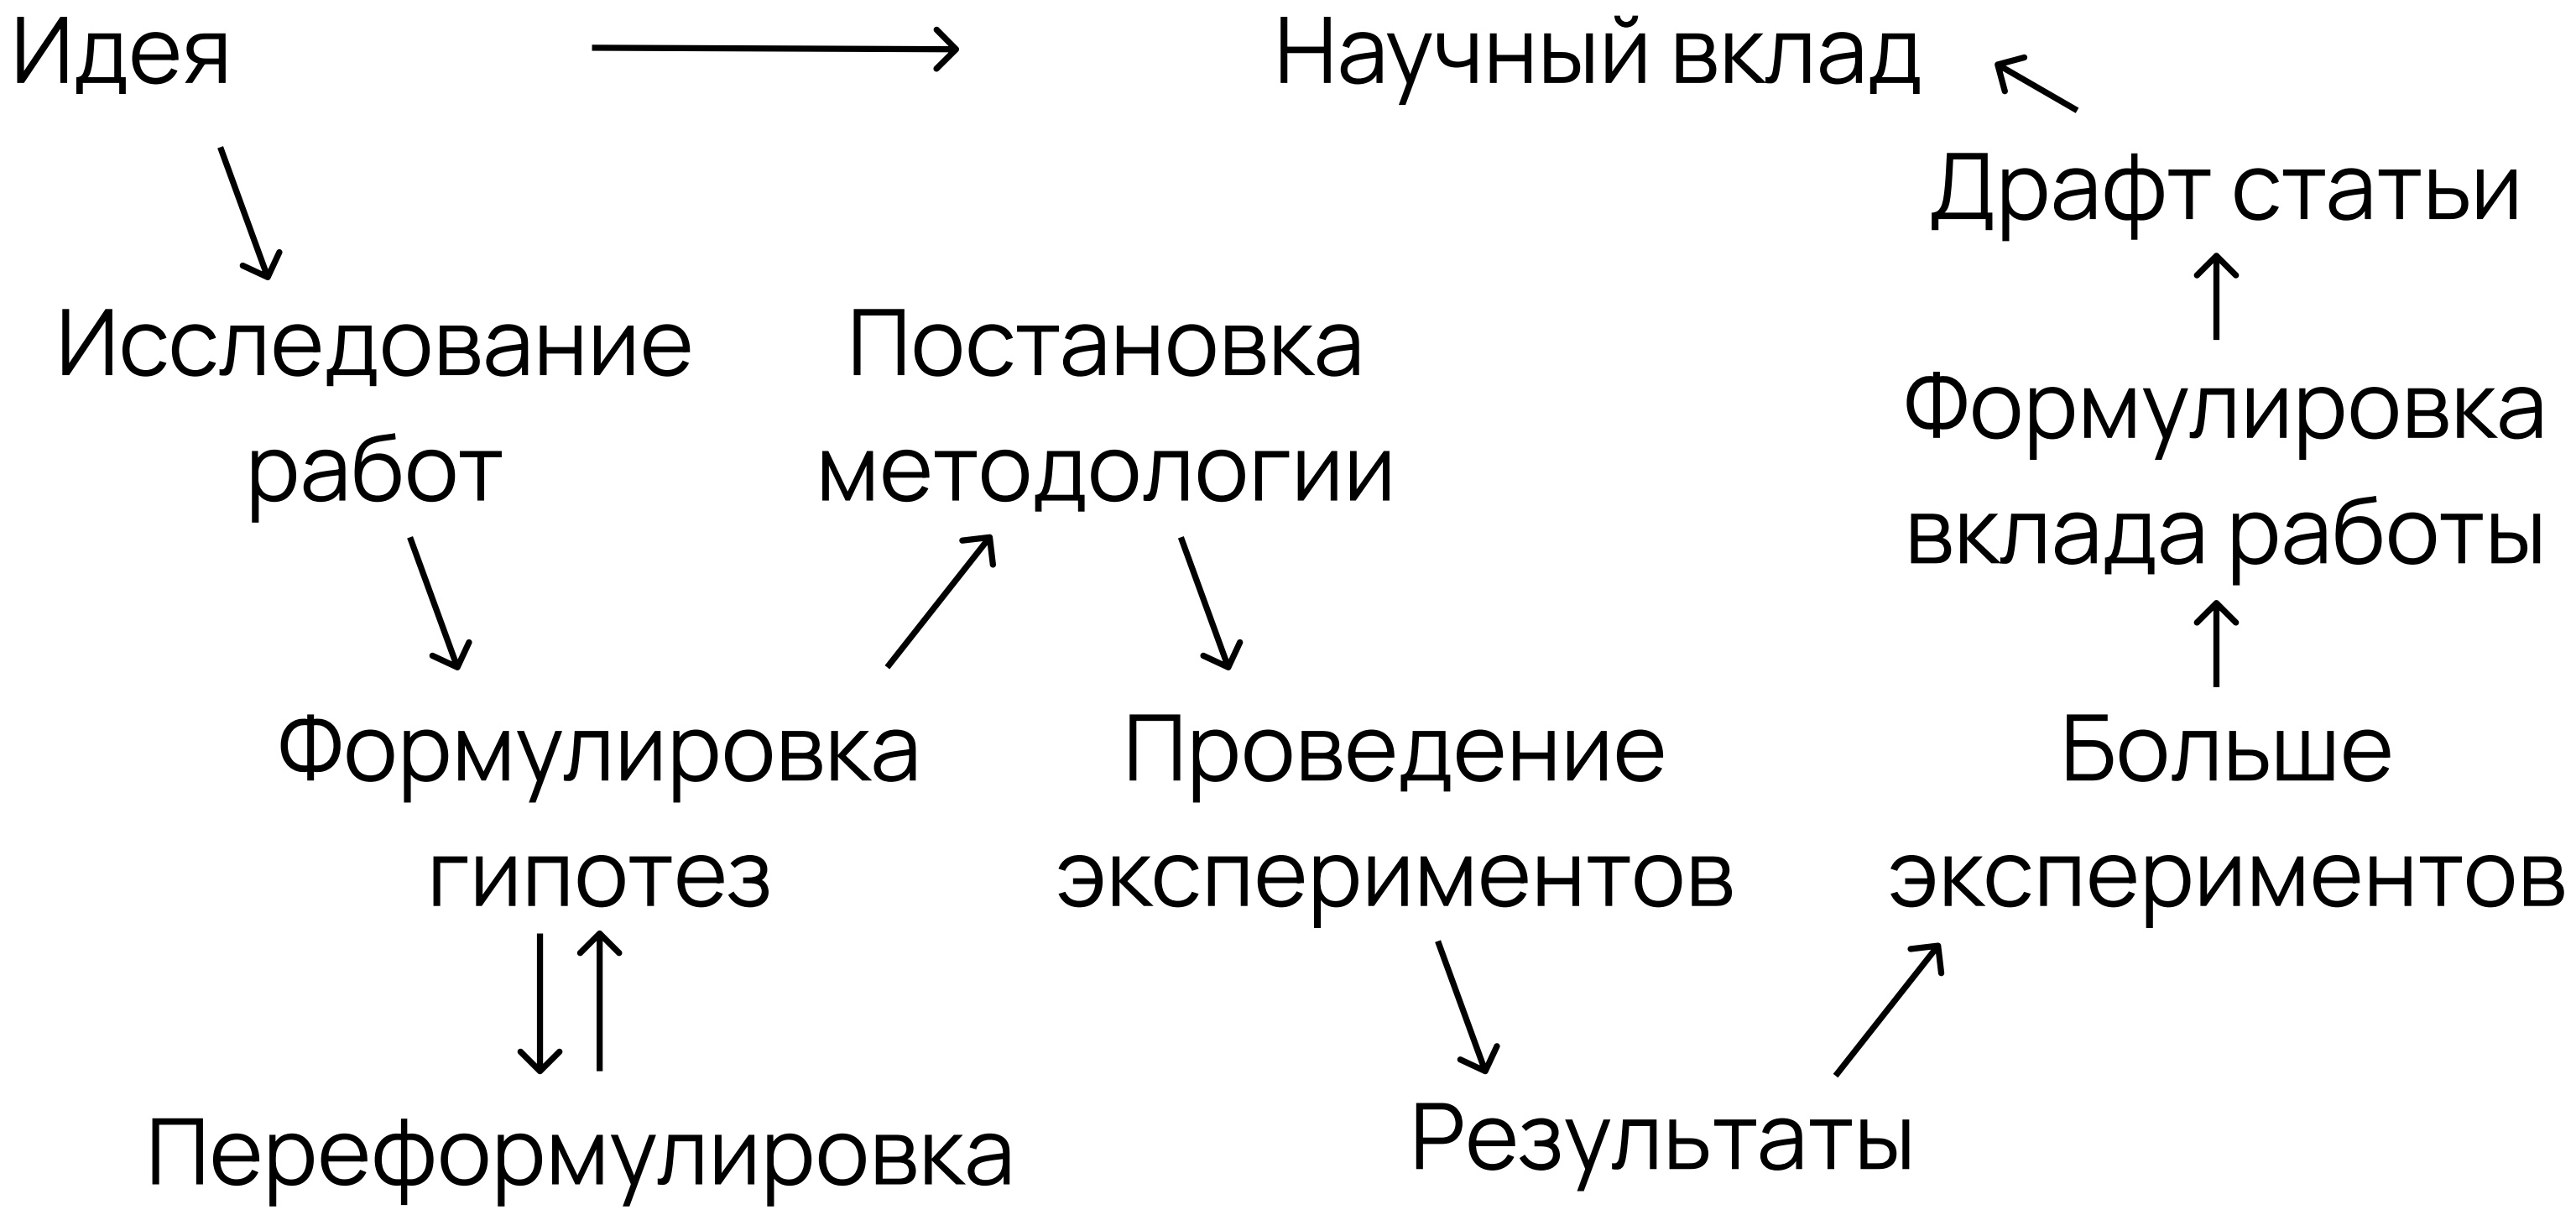 Идея
Научный вклад
Драфт статьи
Исследование
работ
Постановка
методологии
Формулировка
вклада работы
Формулировка
гипотез
Проведение
экспериментов
Больше
экспериментов
Переформулировка
Результаты